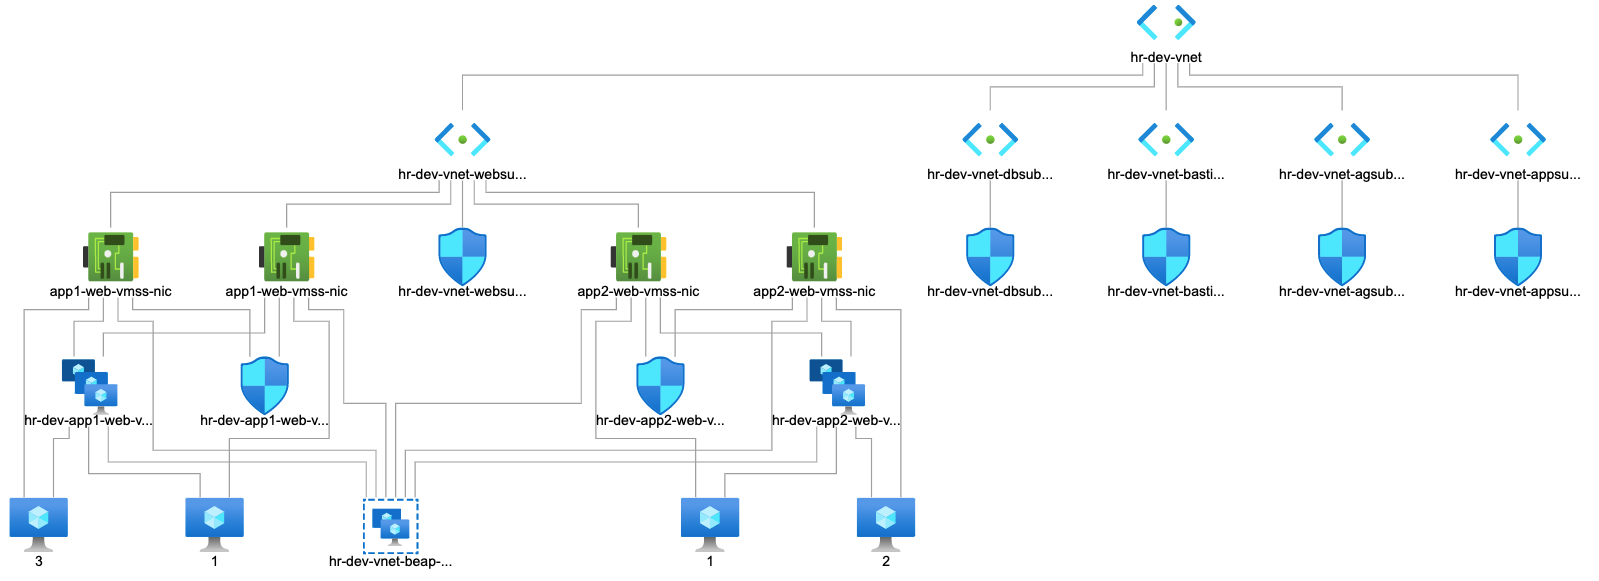 hr-dev-vnet
hr-dev-vnet-websu...
hr-dev-vnet-dbsub...
hr-dev-vnet-basti...
hr-dev-vnet-agsub...
hr-dev-vnet-appsu...
app1-web-vmss-nic
app1-web-vmss-nic
hr-dev-vnet-websu...
app2-web-vmss-nic
app2-web-vmss-nic
hr-dev-vnet-dbsub...
hr-dev-vnet-basti...
hr-dev-vnet-agsub...
hr-dev-vnet-appsu...
hr-dev-app1-web-v...
hr-dev-app1-web-v...
hr-dev-app2-web-v...
hr-dev-app2-web-v...
3
1
hr-dev-vnet-beap-...
1
2